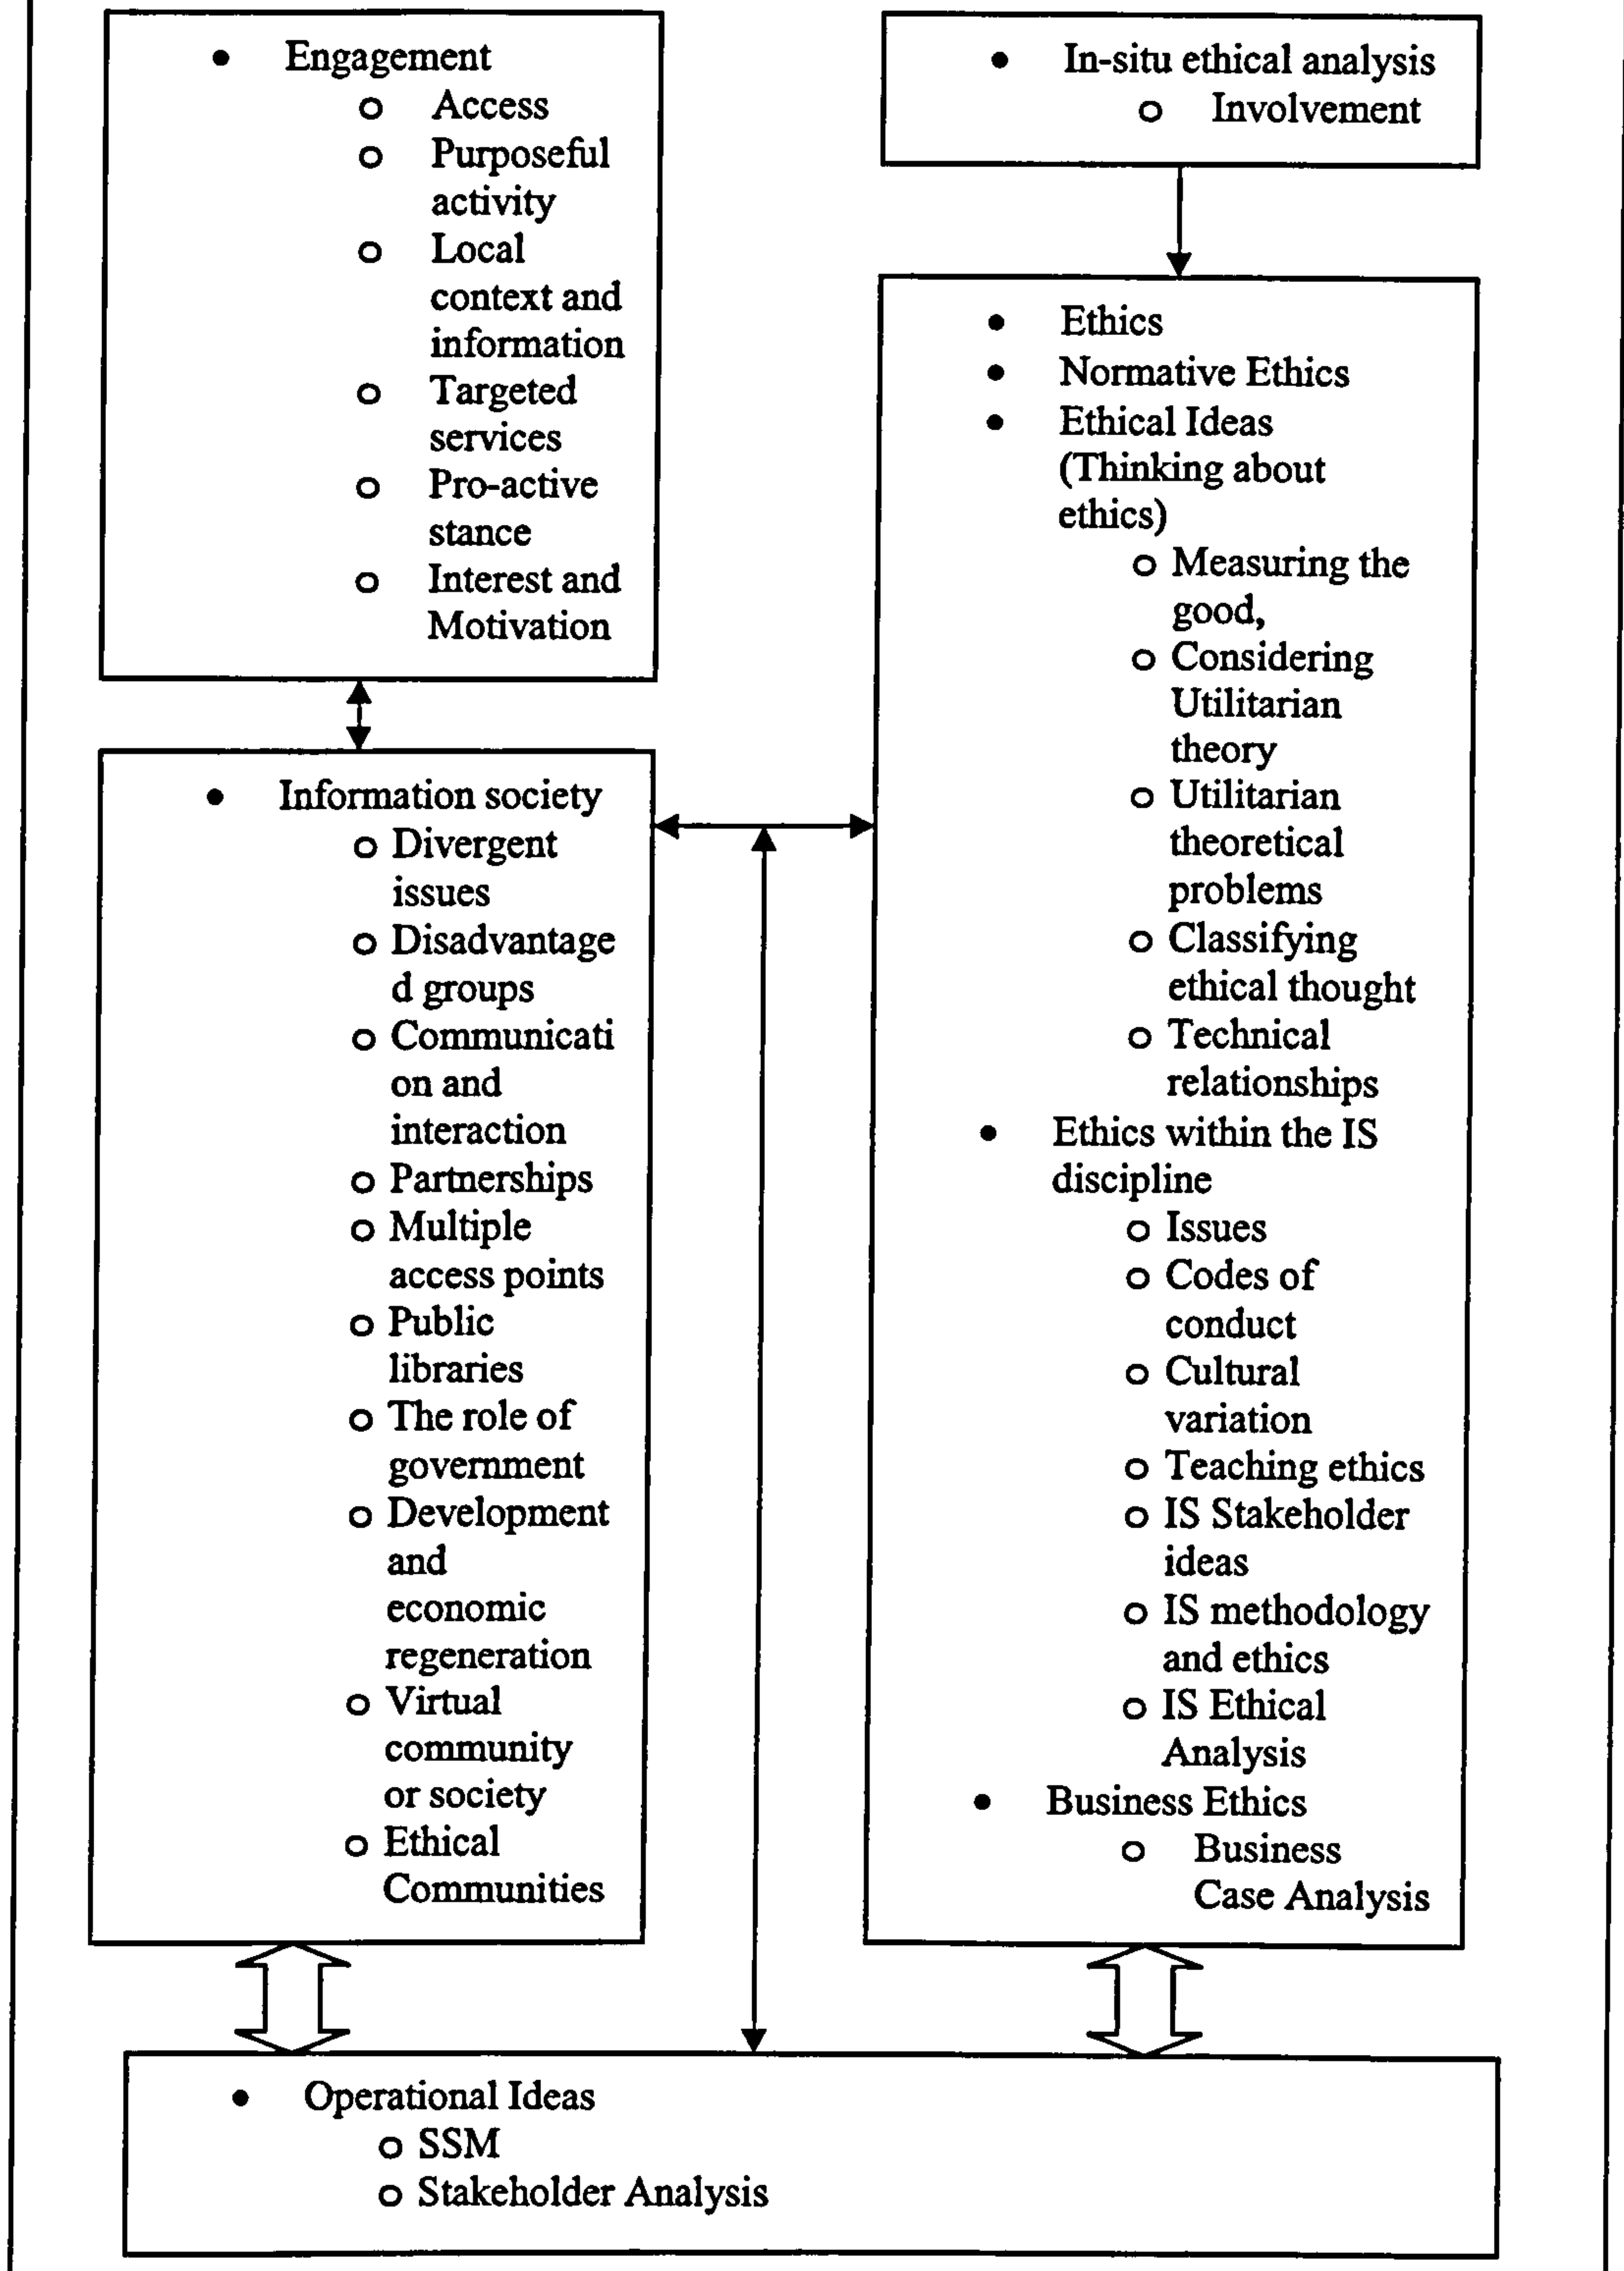 • Engagement
o Access
o Purposeful
activity
o Local
context and
information
o Targeted
services
o Pro-active
stance
o Interest and
Motivation
• In-situ ethical analysis
o Involvement
• Information society
o Divergent
issues
o Disadvantage
d groups
o Communicati
on and
interaction
o Partnerships
o Multiple
access points
o Public
libraries
o The role of
government
o Development
and
economic
regeneration
o Virtual
community
or society
o Ethical
Communities
• Ethics
• Normative Ethics
• Ethical Ideas
(Thinking about
ethics)
o Measuring the
good,
o Considering
Utilitarian
theory
o Utilitarian
theoretical
problems
o Classifying
ethical thought
o Technical
relationships
• Ethics within the IS
discipline
o Issues
o Codes of
conduct
o Cultural
variation
o Teaching ethics
o IS Stakeholder
ideas
o IS methodology
and ethics
o IS Ethical
Analysis
• Business Ethics
o Business
Case Analysis
• Operational Ideas
o SSM
o Stakeholder Analysis